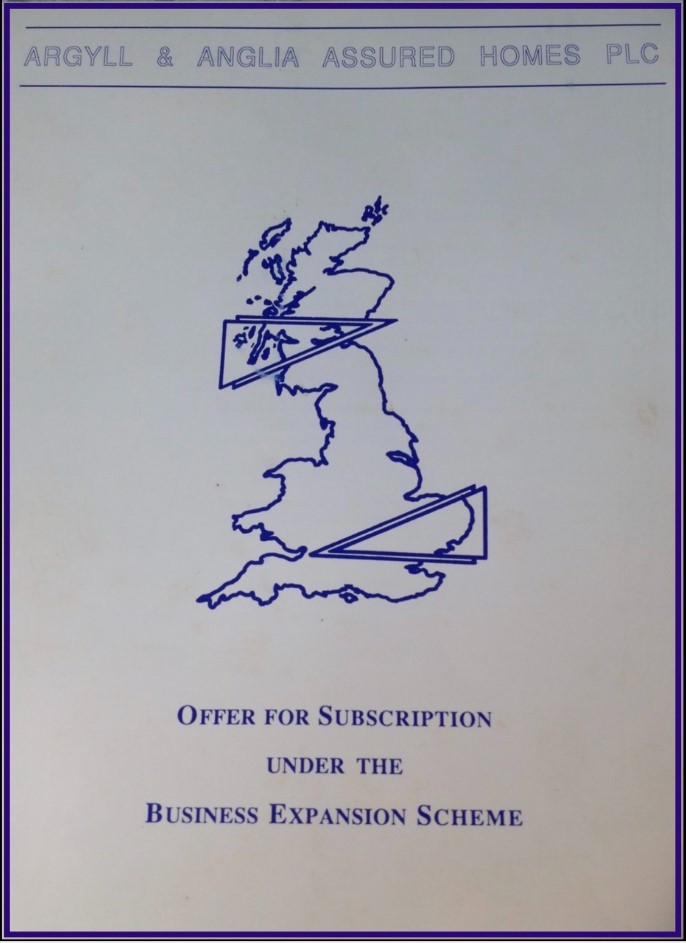 ARGYLL & ANGLIA ASSURED HOMES PLC
OFFER FOR SUBSCRIPTION
UNDER THE
BUSINESS EXPANSION SCHEME